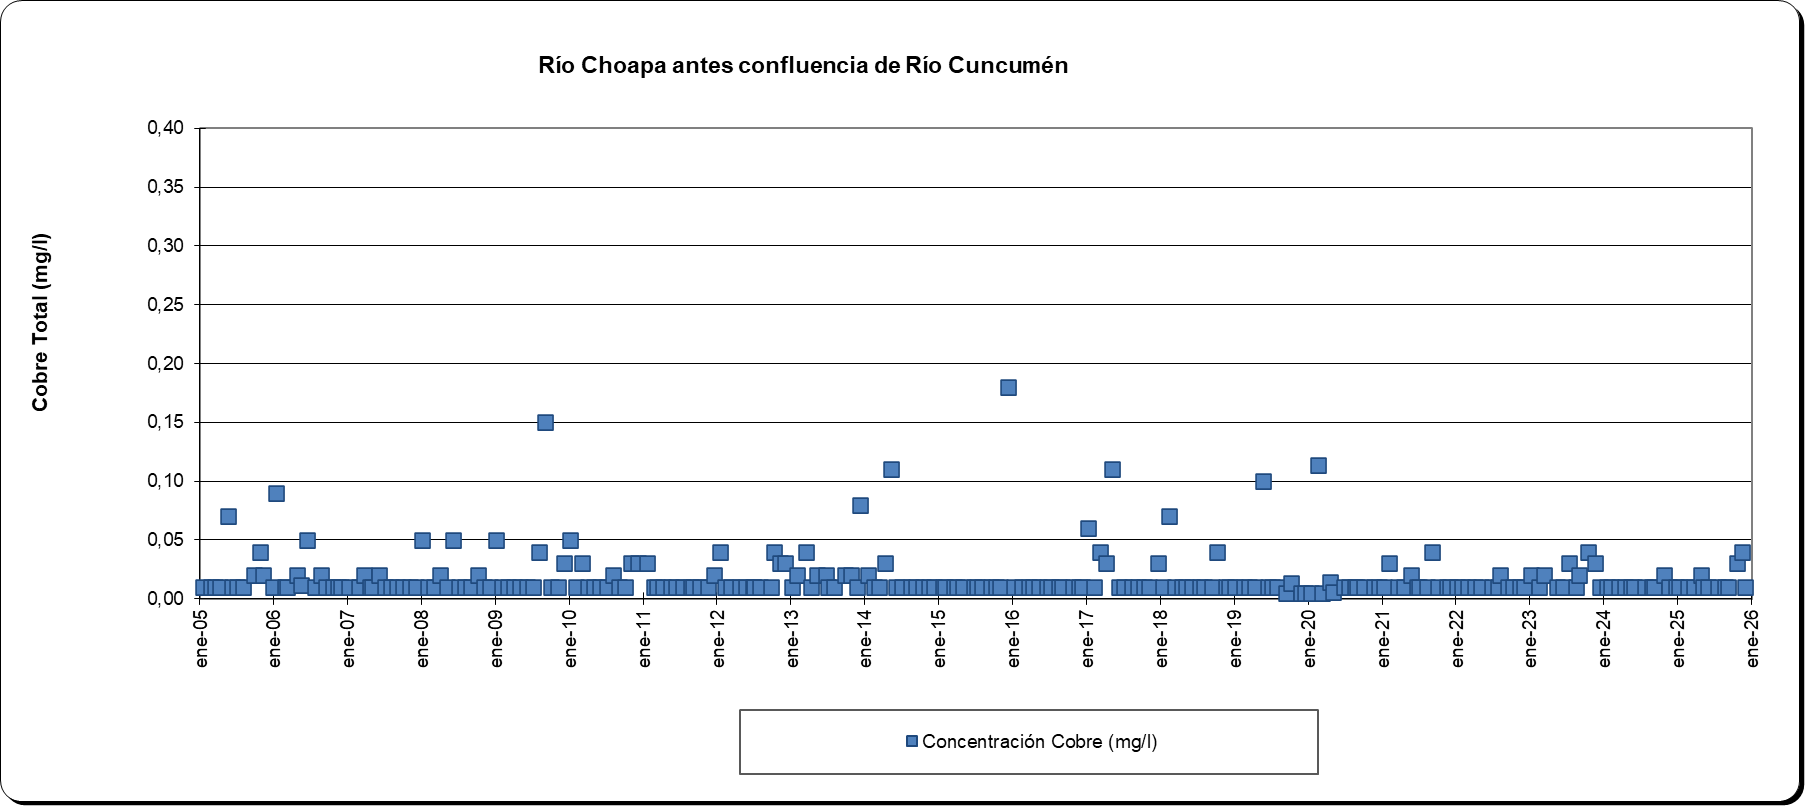 Río Choapa antes confluencia de Río Cuncumén
Cobre Total (mg/l)
0,40
0,35
0,30
0,25
0,20
0,15
0,10
0,05
0,00
ene-05
ene-06
ene-07
ene-08
ene-09
ene-10
ene-11
ene-12
ene-13
ene-14
ene-15
ene-16
ene-17
ene-18
ene-19
ene-20
ene-21
ene-22
ene-23
ene-24
ene-25
ene-26
Concentración Cobre (mg/l)